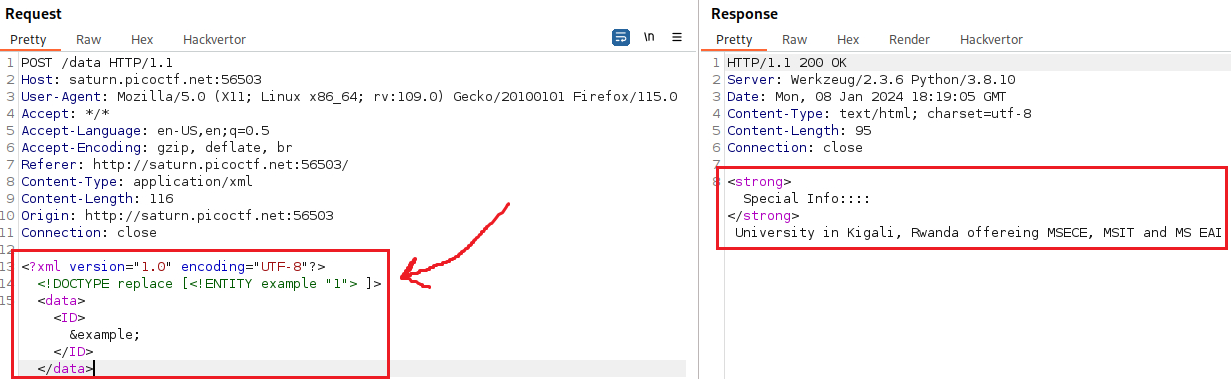 Request
Pretty Raw Hex Hackvertor \n
1 POST /data HTTP/1.1
2 Host: saturn.picoctf.net:56503
3 User-Agent: Mozilla/5.0 (X11; Linux x86_64; rv:109.0) Gecko/20100101 Firefox/115.0
4 Accept: */*
5 Accept-Language: en-US,en;q=0.5
6 Accept-Encoding: gzip, deflate, br
7 Referer: http://saturn.picoctf.net:56503/
8 Content-Type: application/xml
9 Content-Length: 116
10 Origin: http://saturn.picoctf.net:56503
11 Connection: close
12
13 <?xml version="1.0" encoding="UTF-8"?>
14 <!DOCTYPE replace [<!ENTITY example "1"> ]>
15 <data>
<ID>
&example;
</ID>
</data>
Response
Pretty Raw Hex Render Hackvertor
1 HTTP/1.1 200 OK
2 Server: Werkzeug/2.3.6 Python/3.8.10
3 Date: Mon, 08 Jan 2024 18:19:05 GMT
4 Content-Type: text/html; charset=utf-8
5 Content-Length: 95
6 Connection: close
7
8 <strong>
Special Info::::
</strong>
University in Kigali, Rwanda offereing MSECE, MSIT and MS EAI